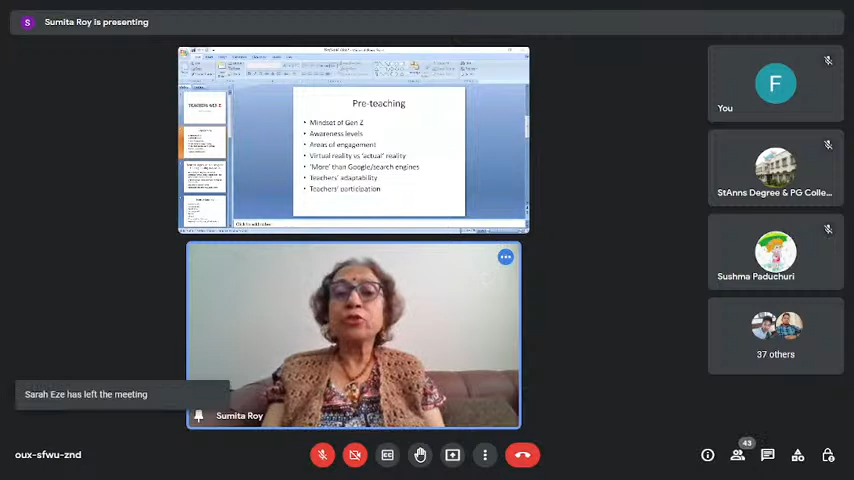 S
Sumita Roy is presenting
Pre-teaching
• Mindset of Gen Z
• Awareness levels
• Areas of engagement
• Virtual reality vs 'actual' reality
• 'More' than Google/search engines
• Teachers' adaptability
• Teachers' participation
F
You
StAnns Degree & PG Colle...
Sushma Paduchuri
37 others
Sarah Eze has left the meeting
Sumita Roy
oux-sfwu-znd
CC
43